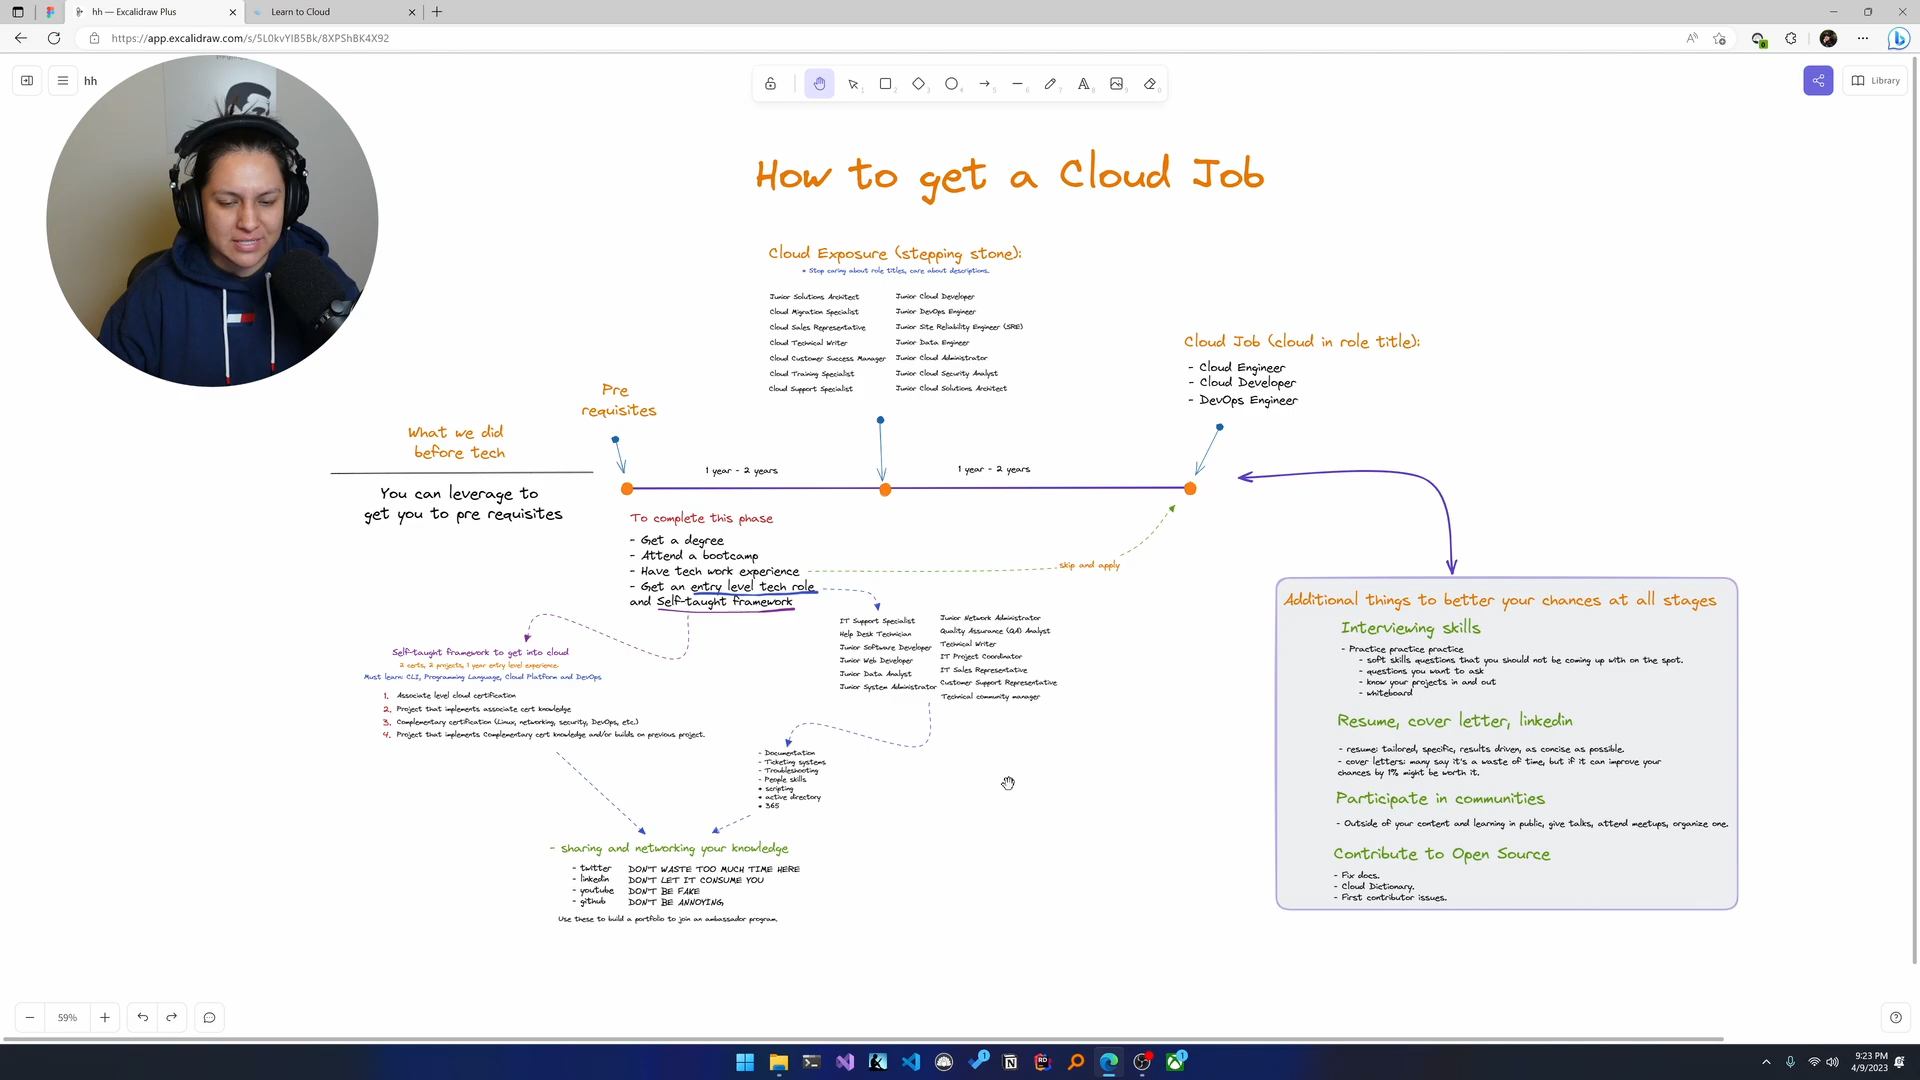 hh — Excalidraw Plus
Learn to Cloud
https://app.excalidraw.com/s/5L0kvYIB5Bk/8XPShBK4X92
hh
Library
How to get a Cloud Job
Cloud Exposure (stepping stone):
* Stop caring about role titles, care about descriptions.
Junior Solutions Architect
Cloud Migration Specialist
Cloud Sales Representative
Cloud Technical Writer
Cloud Customer Success Manager
Cloud Training Specialist
Cloud Support Specialist
Junior Cloud Developer
Junior DevOps Engineer
Junior Site Reliability Engineer (SRE)
Junior Data Engineer
Junior Cloud Administrator
Junior Cloud Security Analyst
Junior Cloud Solutions Architect
Cloud Job (cloud in role title):
- Cloud Engineer
- Cloud Developer
- DevOps Engineer
Pre
requisites
What we did
before tech
You can leverage to
get you to pre requisites
1 year - 2 years
1 year - 2 years
To complete this phase
- Get a degree
- Attend a bootcamp
- Have tech work experience
- Get an entry level tech role
and Self-taught framework
skip and apply
IT Support Specialist
Help Desk Technician
Junior Software Developer
Junior Web Developer
Junior Data Analyst
Junior System Administrator
Junior Network Administrator
Quality Assurance (QA) Analyst
Technical Writer
IT Project Coordinator
IT Sales Representative
Customer Support Representative
Technical community manager
Self-taught framework to get into cloud
2 certs, 2 projects, 1 year entry level experience.
Must learn: CLI, Programming Language, Cloud Platform and DevOps
1. Associate level cloud certification
2. Project that implements associate cert knowledge
3. Complementary certification (Linux, networking, security, DevOps, etc.)
4. Project that implements Complementary cert knowledge and/or builds on previous project.
- Documentation
- Ticketing systems
- Troubleshooting
- People skills
* scripting
* active directory
* 365
- sharing and networking your knowledge
- twitter DON'T WASTE TOO MUCH TIME HERE
- linkedin DON'T LET IT CONSUME YOU
- youtube DON'T BE FAKE
- github DON'T BE ANNOYING
Use these to build a portfolio to join an ambassador program.
Additional things to better your chances at all stages
Interviewing skills
- Practice practice practice
- soft skills questions that you should not be coming up with on the spot.
- questions you want to ask
- know your projects in and out
- whiteboard
Resume, cover letter, linkedin
- resume: tailored, specific, results driven, as concise as possible.
- cover letters: many say it's a waste of time, but if it can improve your
chances by 1% might be worth it.
Participate in communities
- Outside of your content and learning in public, give talks, attend meetups, organize one.
Contribute to Open Source
- Fix docs.
- Cloud Dictionary.
- First contributor issues.
59%
9:23 PM
4/9/2023